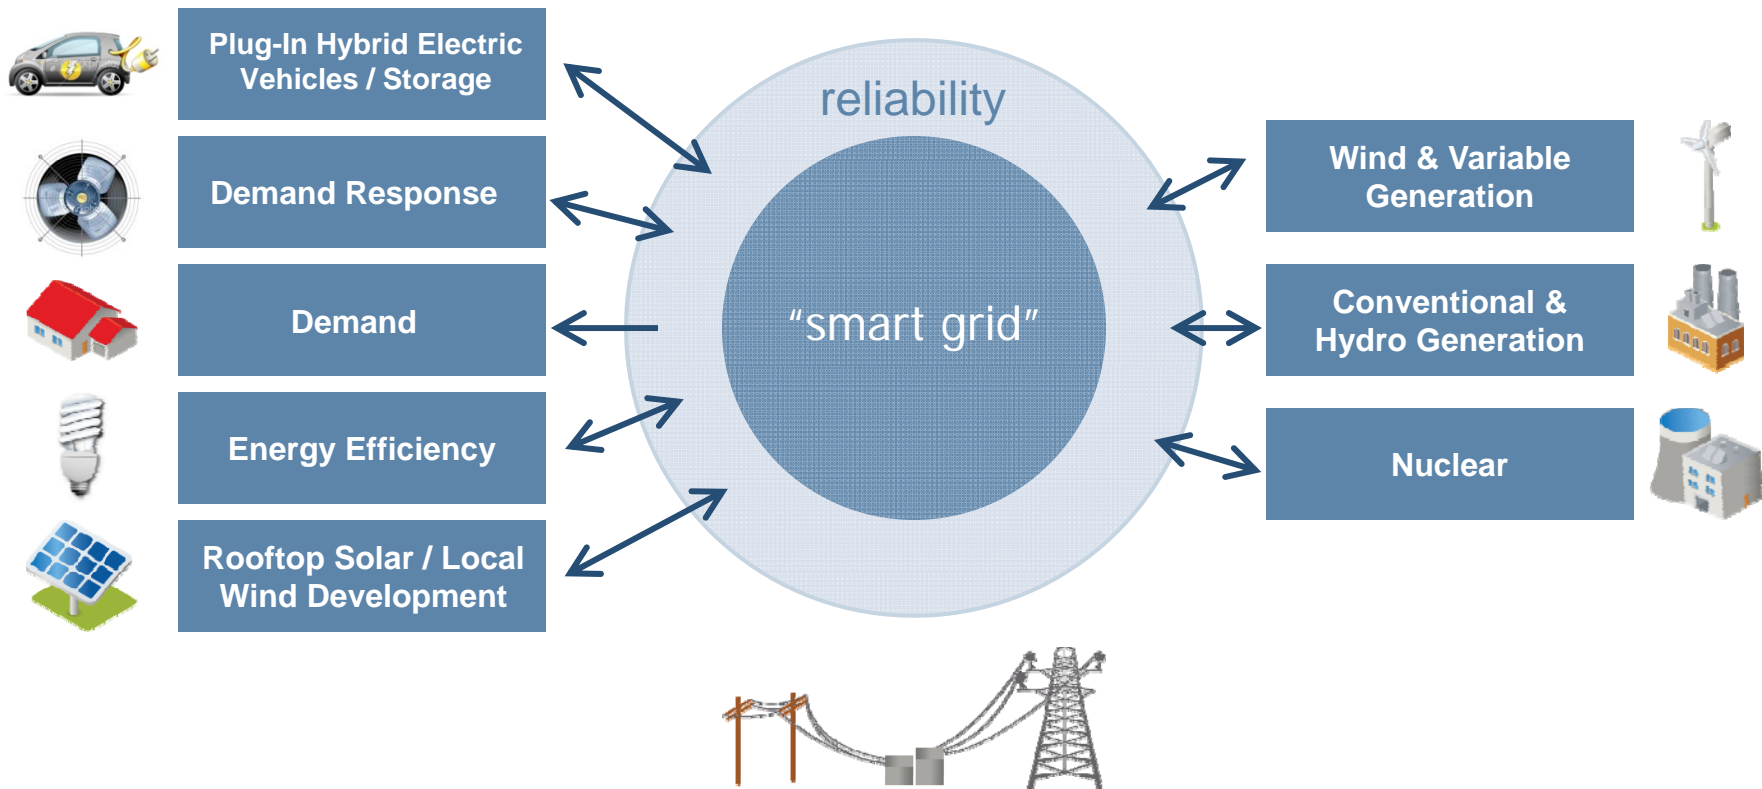 Plug-In Hybrid Electric
Vehicles / Storage
Demand Response
Demand
Energy Efficiency
Rooftop Solar / Local
Wind Development
reliability
“smart grid”
Wind & Variable
Generation
Conventional &
Hydro Generation
Nuclear